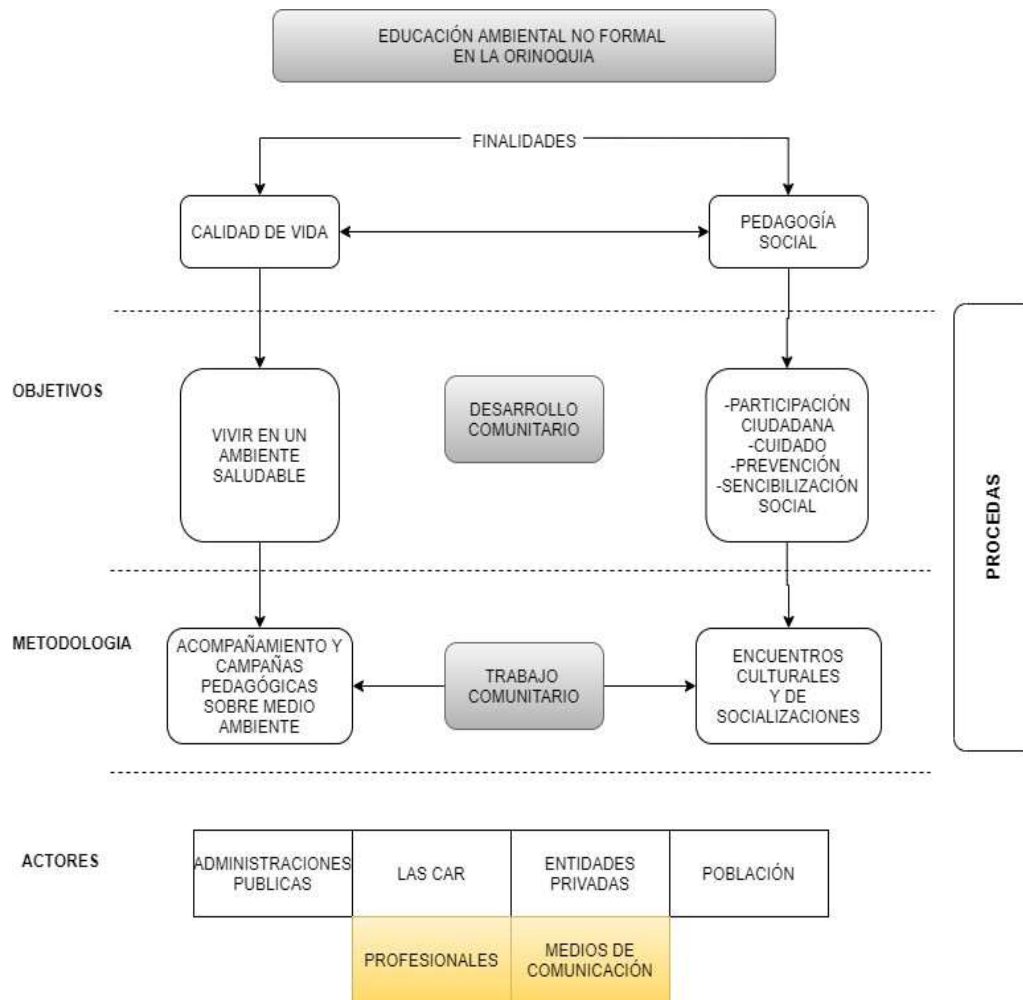 EDUCACIÓN AMBIENTAL NO FORMAL
EN LA ORINOQUIA
FINALIDADES
CALIDAD DE VIDA
PEDAGOGÍA
SOCIAL
OBJETIVOS
VIVIR EN UN
AMBIENTE
SALUDABLE
DESARROLLO
COMUNITARIO
-PARTICIPACIÓN
CIUDADANA
-CUIDADO
-PREVENCIÓN
-SENCIBILIZACIÓN
SOCIAL
PROCEDAS
METODOLOGIA
ACOMPAÑAMIENTO Y
CAMPAÑAS
PEDAGÓGICAS
SOBRE MEDIO
AMBIENTE
TRABAJO
COMUNITARIO
ENCUENTROS
CULTURALES
Y DE
SOCIALIZACIONES
ACTORES
ADMINISTRACIONES
PUBLICAS
LAS CAR
ENTIDADES
PRIVADAS
POBLACIÓN
PROFESIONALES
MEDIOS DE
COMUNICACIÓN